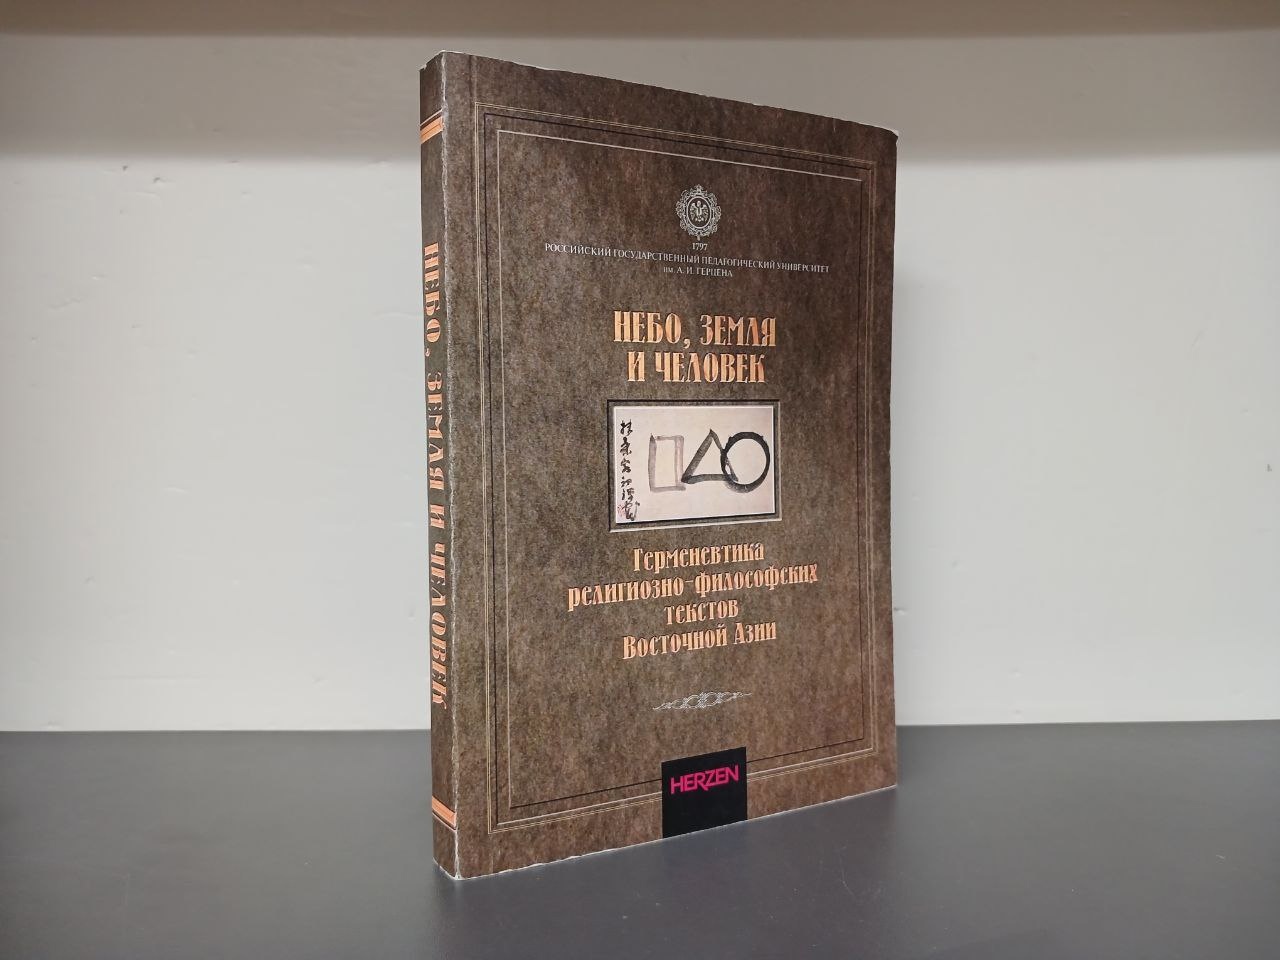 НЕБО, ЗЕМЛЯ И ЧЕЛОВЕК
1797
РОССИЙСКИЙ ГОСУДАРСТВЕННЫЙ ПЕДАГОГИЧЕСКИЙ УНИВЕРСИТЕТ
им. А. И. ГЕРЦЕНА
НЕБО, ЗЕМЛЯ
И ЧЕЛОВЕК
Герменевтика
религиозно-философских
текстов
Восточной Азии
HERZEN